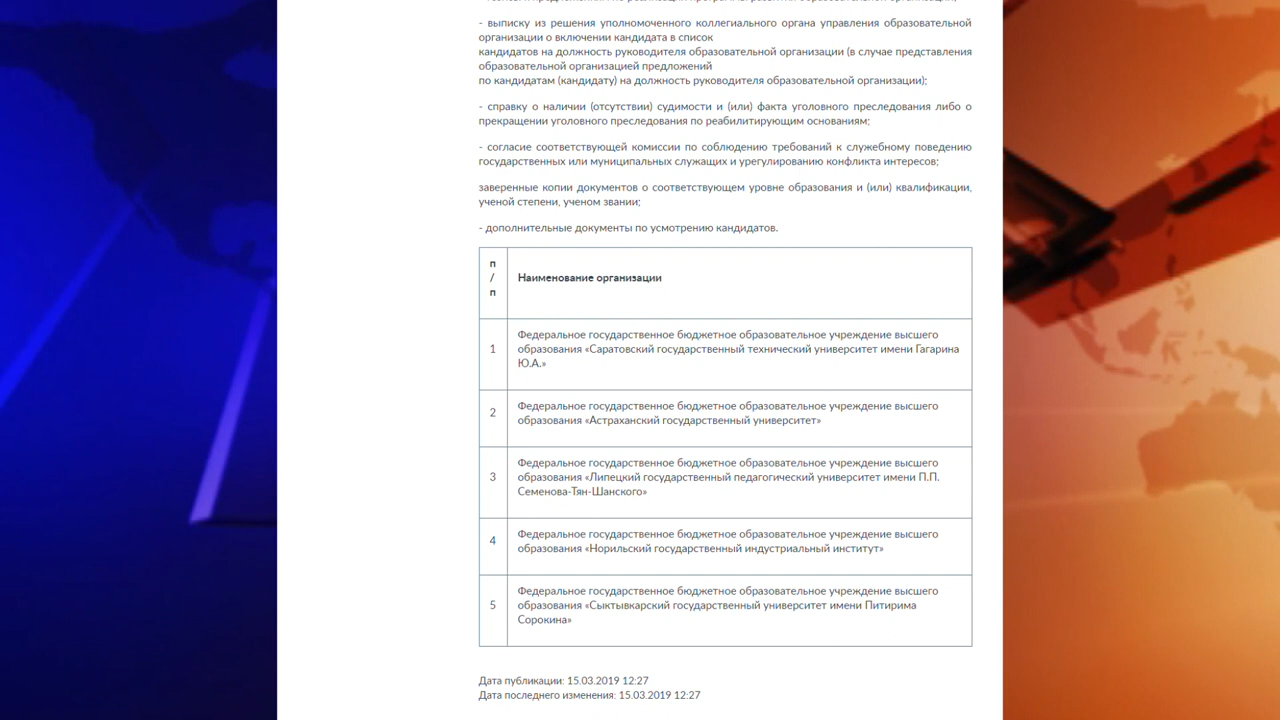 - выписку из решения уполномоченного коллегиального органа управления образовательной
организации о включении кандидата в список
кандидатов на должность руководителя образовательной организации (в случае представления
образовательной организацией предложений
по кандидатам (кандидату) на должность руководителя образовательной организации);
- справку о наличии (отсутствии) судимости и (или) факта уголовного преследования либо о
прекращении уголовного преследования по реабилитирующим основаниям;
- согласие соответствующей комиссии по соблюдению требований к служебному поведению
государственных или муниципальных служащих и урегулированию конфликта интересов;
заверенные копии документов о соответствующем уровне образования и (или) квалификации,
ученой степени, ученом звании;
- дополнительные документы по усмотрению кандидатов.
п
/
п
Наименование организации
1
Федеральное государственное бюджетное образовательное учреждение высшего
образования «Саратовский государственный технический университет имени Гагарина
Ю.А.»
2
Федеральное государственное бюджетное образовательное учреждение высшего
образования «Астраханский государственный университет»
3
Федеральное государственное бюджетное образовательное учреждение высшего
образования «Липецкий государственный педагогический университет имени П.П.
Семенова-Тян-Шанского»
4
Федеральное государственное бюджетное образовательное учреждение высшего
образования «Норильский государственный индустриальный институт»
5
Федеральное государственное бюджетное образовательное учреждение высшего
образования «Сыктывкарский государственный университет имени Питирима
Сорокина»
Дата публикации: 15.03.2019 12:27
Дата последнего изменения: 15.03.2019 12:27